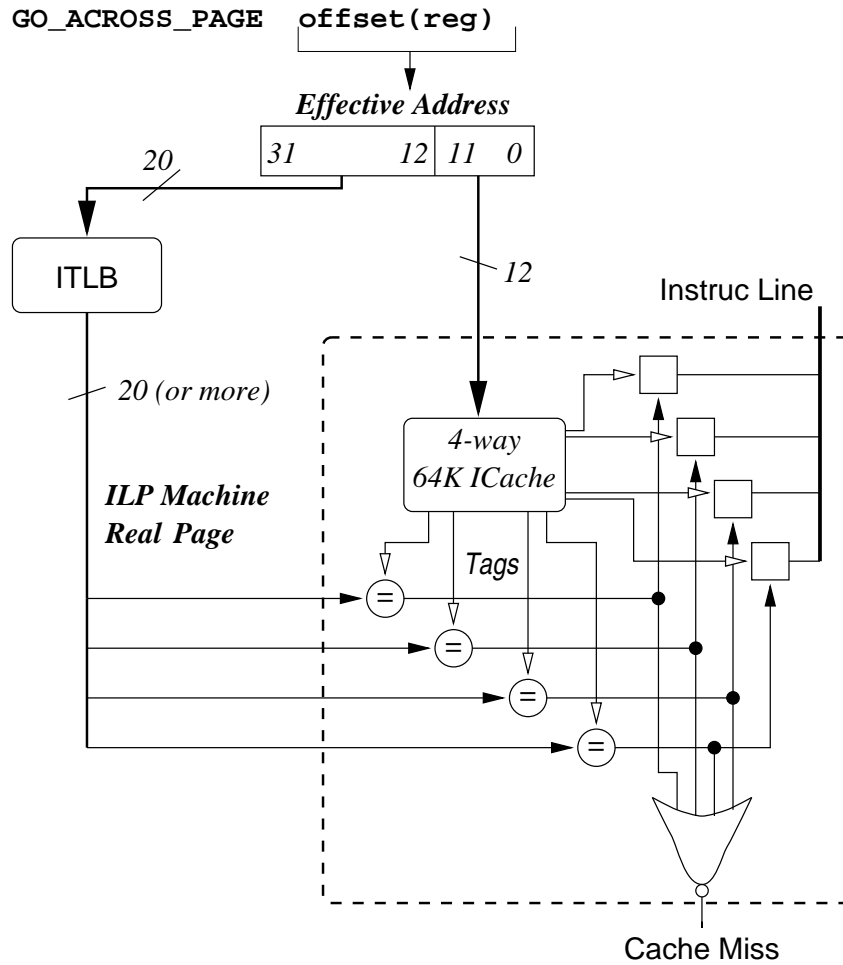 GO_ACROSS_PAGE offset(reg)
Effective Address
31 12 11 0
20
ITLB
12
Instruc Line
20 (or more)
4-way
64K ICache
ILP Machine
Real Page
Tags
=
=
=
=
Cache Miss